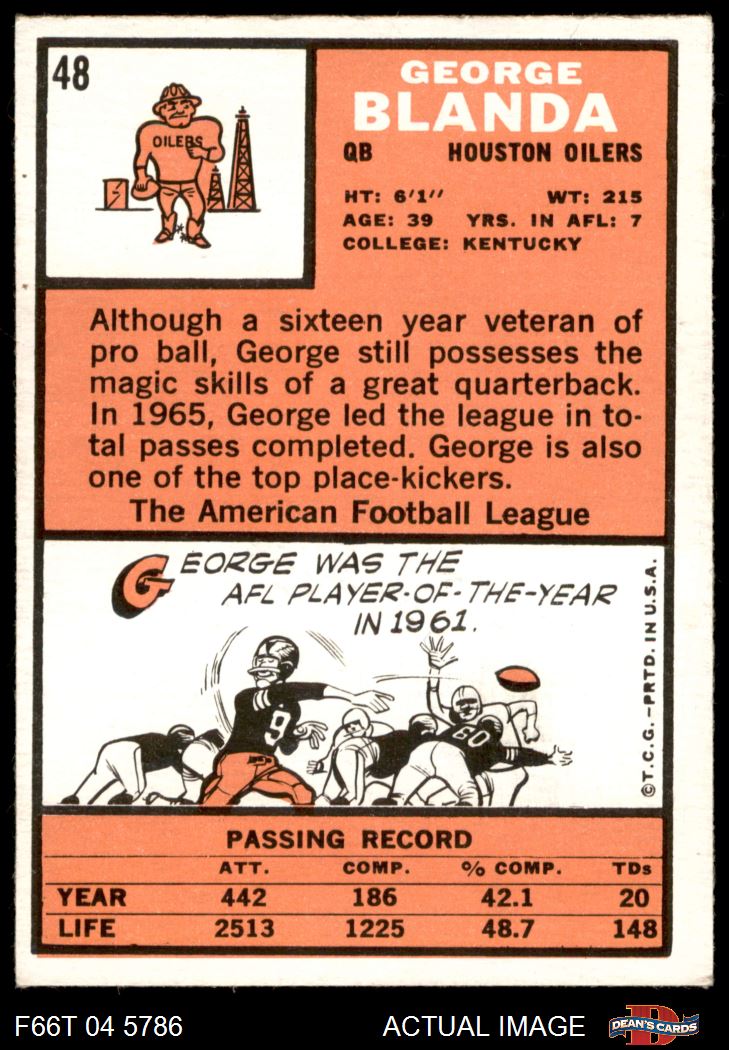 48
OILERS
GEORGE
BLANDA
QB HOUSTON OILERS
HT: 6'1" WT: 215
AGE: 39 YRS. IN AFL: 7
COLLEGE: KENTUCKY
Although a sixteen year veteran of
pro ball, George still possesses the
magic skills of a great quarterback.
In 1965, George led the league in to-
tal passes completed. George is also
one of the top place-kickers.
The American Football League
GEORGE WAS THE
AFL PLAYER-OF-THE-YEAR
IN 1961.
9
60
©T.C.G.-PRTD. IN U.S.A.
PASSING RECORD
ATT. COMP. % COMP. TDs
YEAR 442 186 42.1 20
LIFE 2513 1225 48.7 148
F66T 04 5786 ACTUAL IMAGE
D
DEAN'S CARDS